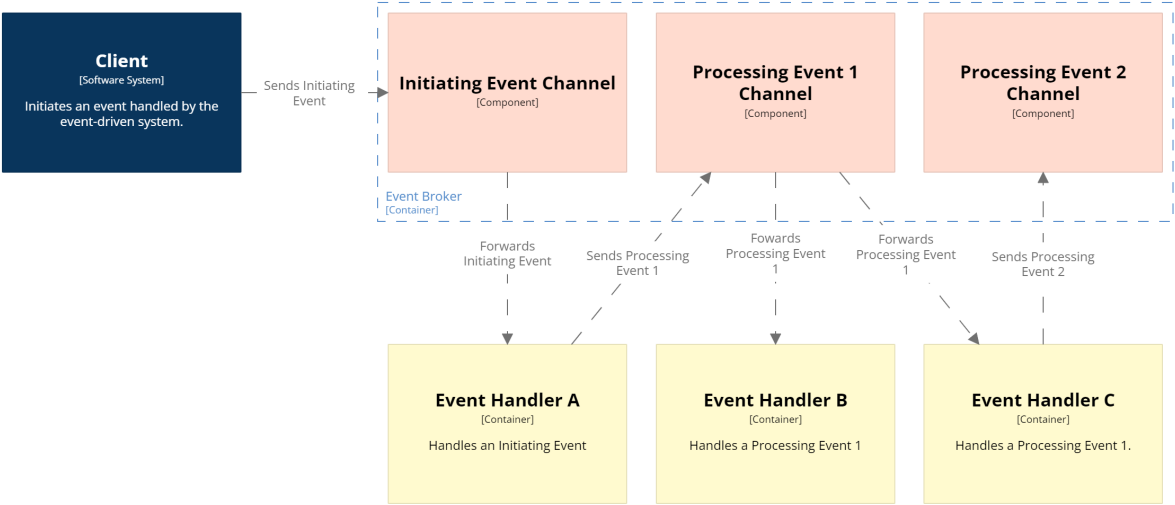 Client
[Software System]
Initiates an event handled by the
event-driven system.
Sends Initiating
Event
Initiating Event Channel
[Component]
Processing Event 1
Channel
[Component]
Processing Event 2
Channel
[Component]
Event Broker
[Container]
Forwards
Initiating Event
Sends Processing
Event 1
Fowards
Processing Event
1
Forwards
Processing Event
1
Sends Processing
Event 2
Event Handler A
[Container]
Handles an Initiating Event
Event Handler B
[Container]
Handles a Processing Event 1
Event Handler C
[Container]
Handles a Processing Event 1.